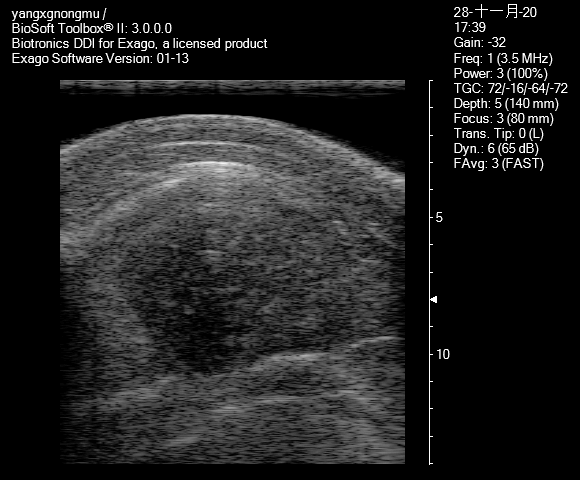 yangxgnongmu /
BioSoft Toolbox® II: 3.0.0.0
Biotronics DDI for Exago, a licensed product
Exago Software Version: 01-13
28-十一月-20
17:39
Gain: -32
Freq: 1 (3.5 MHz)
Power: 3 (100%)
TGC: 72/-16/-64/-72
Depth: 5 (140 mm)
Focus: 3 (80 mm)
Trans. Tip: 0 (L)
Dyn.: 6 (65 dB)
FAvg: 3 (FAST)
5
10